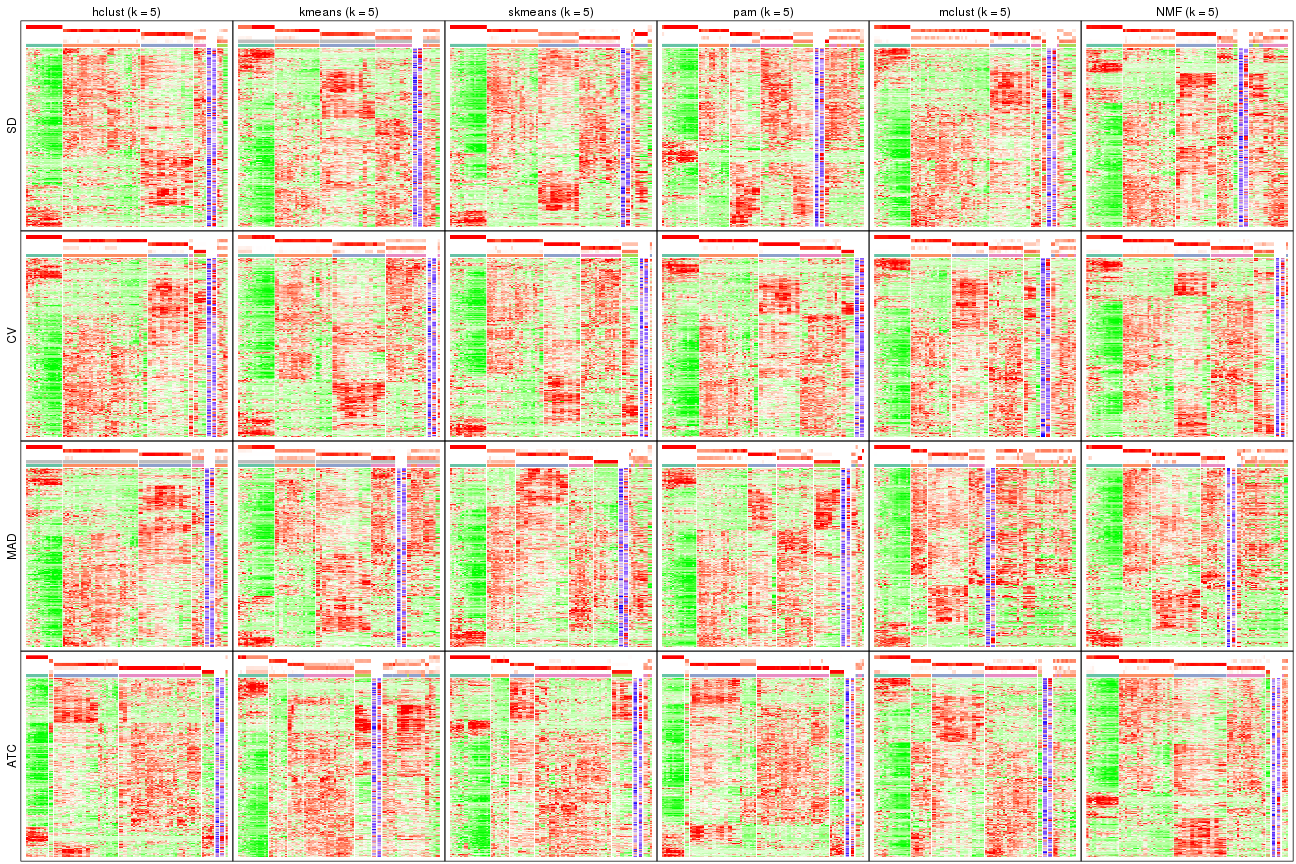 hclust (k = 5)
kmeans (k = 5)
skmeans (k = 5)
pam (k = 5)
mclust (k = 5)
NMF (k = 5)
SD
CV
MAD
ATC